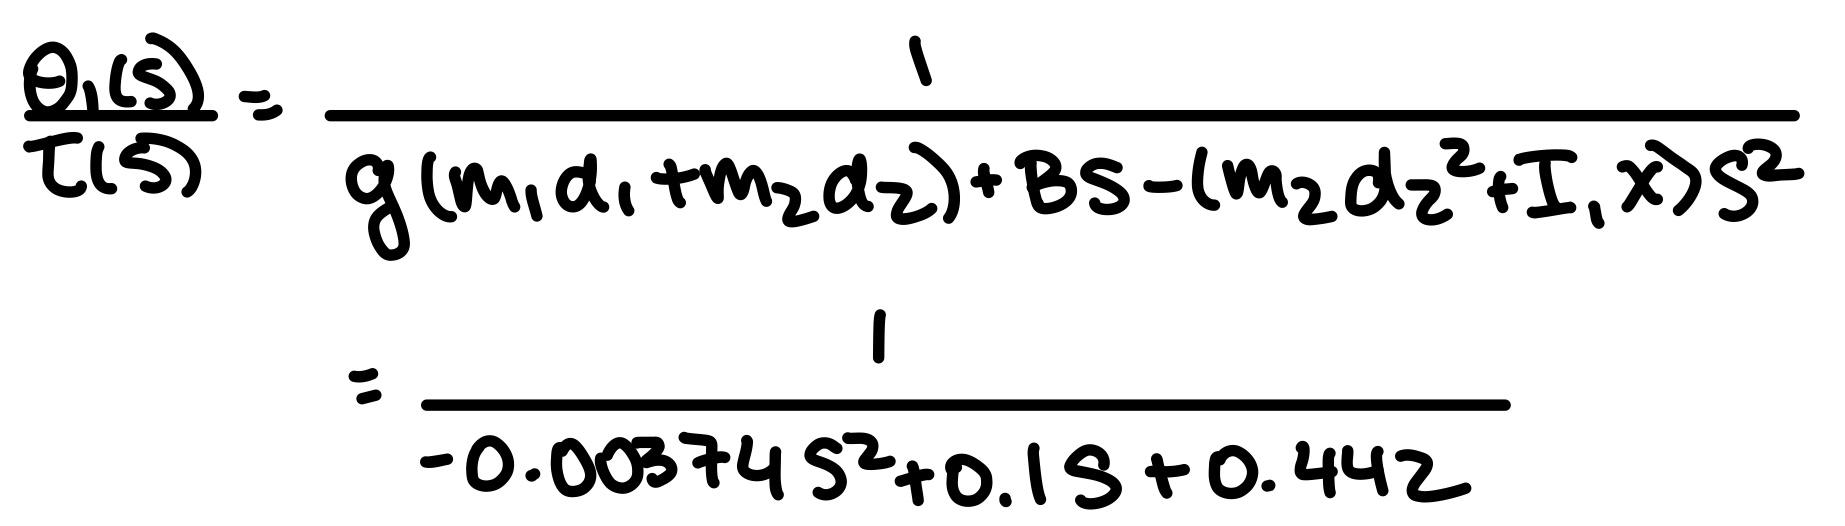 θ₁(s)/τ(s) = 1/(g(m₁d₁+m₂d₂)+Bs-(m₂d₂²+I₁x)s²)
= 1/(-0.00374s²+0.1s+0.442)